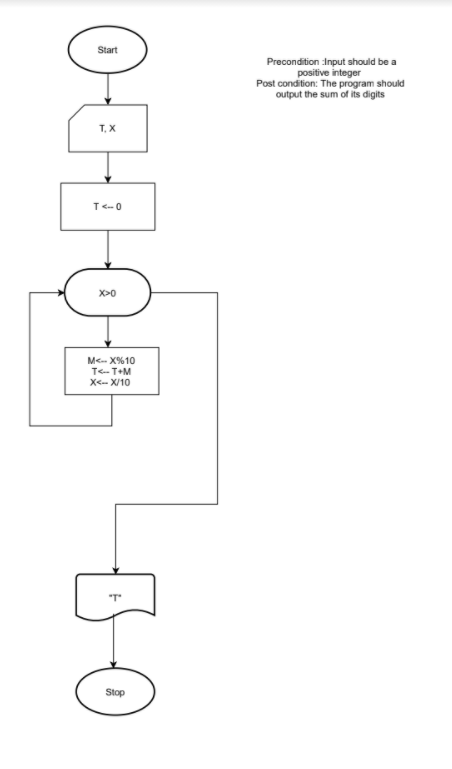 Start
Precondition :Input should be a
positive integer
Post condition: The program should
output the sum of its digits
T, X
T <-- 0
X>0
M<-- X%10
T<-- T+M
X<-- X/10
"T"
Stop